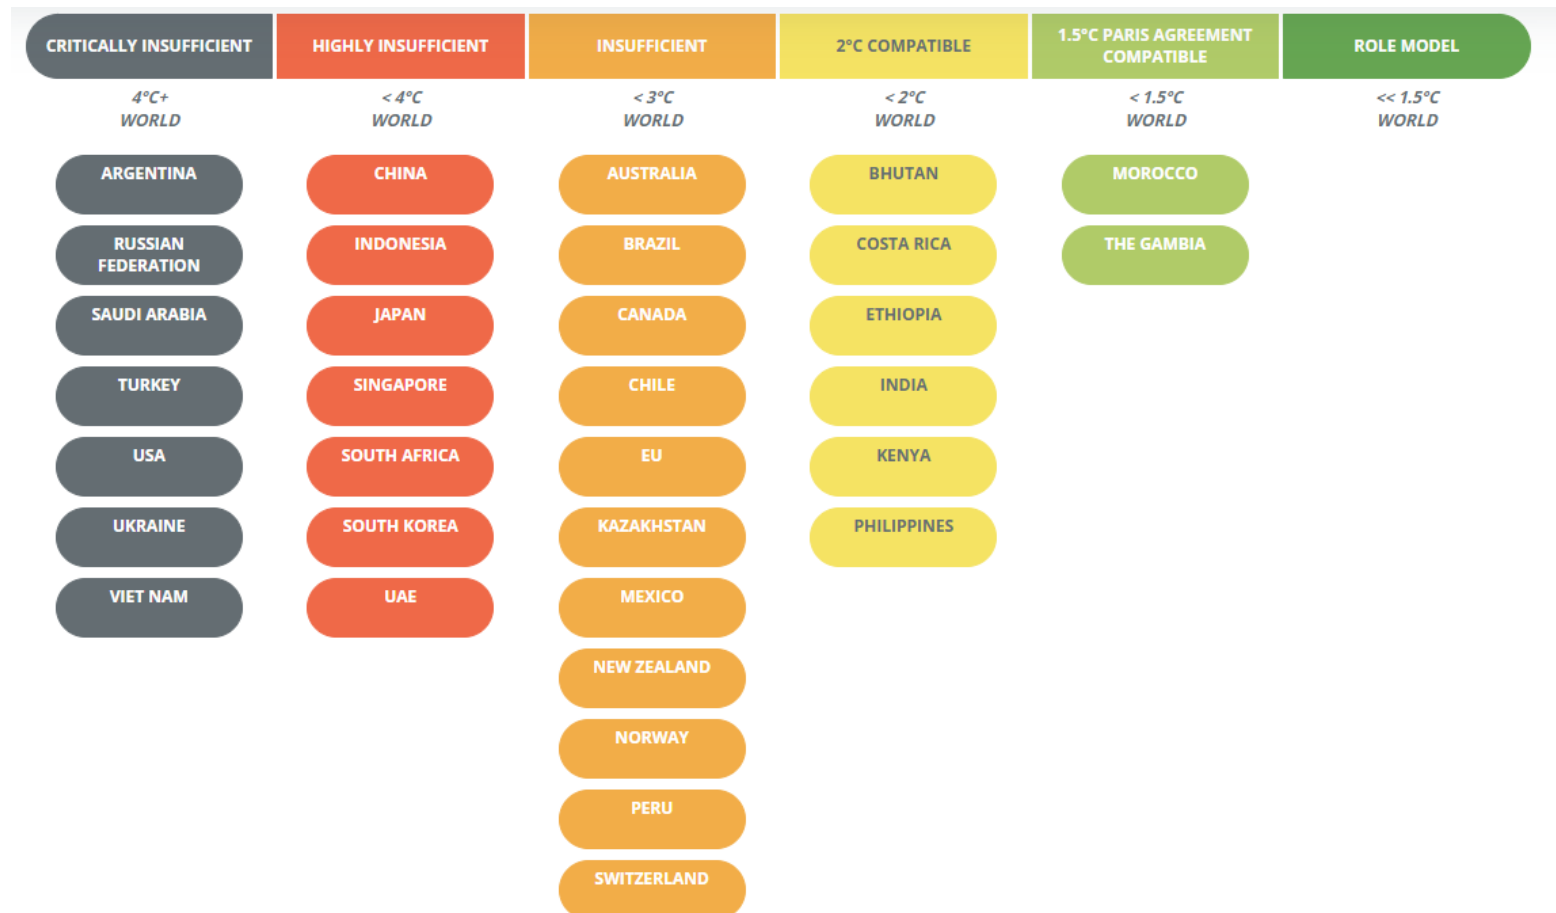 CRITICALLY INSUFFICIENT
HIGHLY INSUFFICIENT
INSUFFICIENT
2°C COMPATIBLE
1.5°C PARIS AGREEMENT
COMPATIBLE
ROLE MODEL
4°C+
WORLD
< 4°C
WORLD
< 3°C
WORLD
< 2°C
WORLD
< 1.5°C
WORLD
<< 1.5°C
WORLD
ARGENTINA
RUSSIAN
FEDERATION
SAUDI ARABIA
TURKEY
USA
UKRAINE
VIET NAM
CHINA
INDONESIA
JAPAN
SINGAPORE
SOUTH AFRICA
SOUTH KOREA
UAE
AUSTRALIA
BRAZIL
CANADA
CHILE
EU
KAZAKHSTAN
MEXICO
NEW ZEALAND
NORWAY
PERU
SWITZERLAND
BHUTAN
COSTA RICA
ETHIOPIA
INDIA
KENYA
PHILIPPINES
MOROCCO
THE GAMBIA